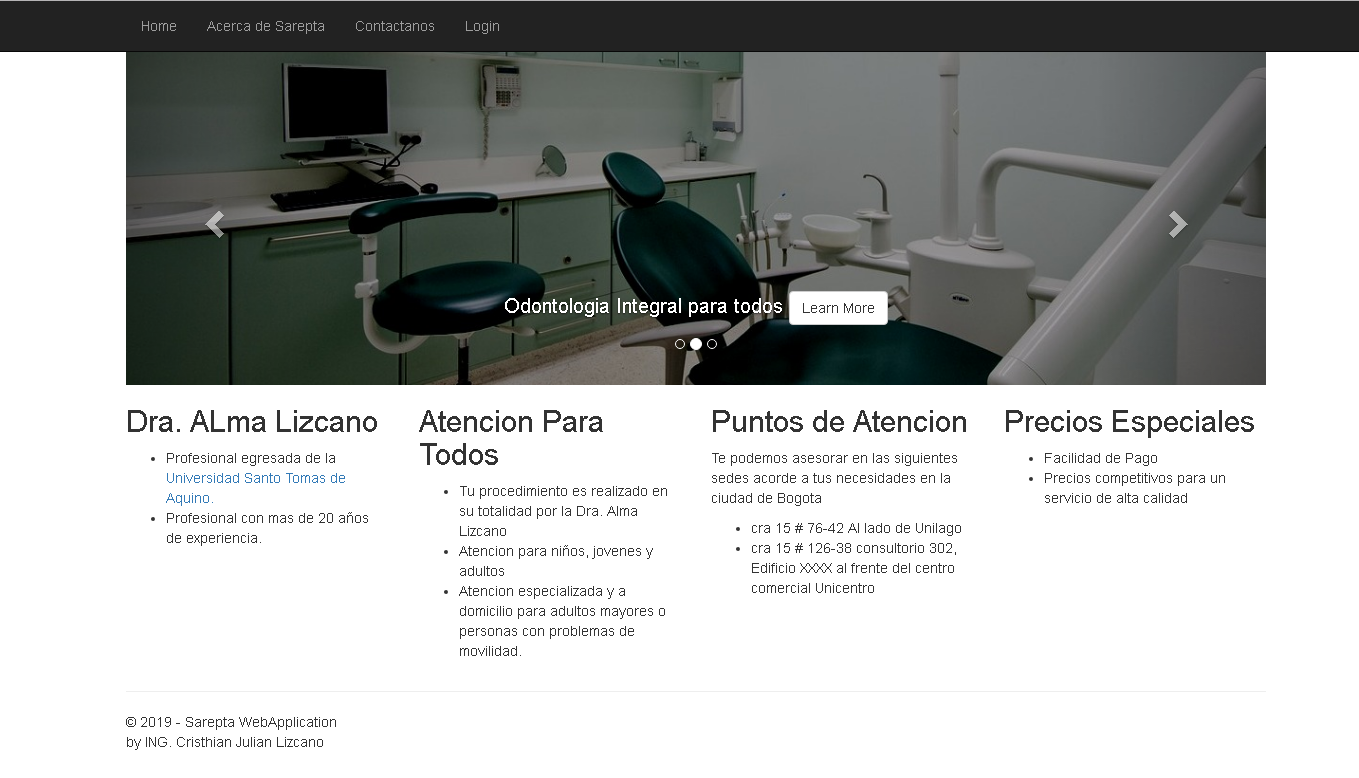 Home Acerca de Sarepta Contactanos Login
Odontologia Integral para todos Learn More
Dra. ALma Lizcano
Profesional egresada de la
Universidad Santo Tomas de
Aquino.
Profesional con mas de 20 años
de experiencia.
Atencion Para
Todos
Tu procedimiento es realizado en
su totalidad por la Dra. Alma
Lizcano
Atencion para niños, jovenes y
adultos
Atencion especializada y a
domicilio para adultos mayores o
personas con problemas de
movilidad.
Puntos de Atencion
Te podemos asesorar en las siguientes
sedes acorde a tus necesidades en la
ciudad de Bogota
cra 15 # 76-42 Al lado de Unilago
cra 15 # 126-38 consultorio 302,
Edificio XXXX al frente del centro
comercial Unicentro
Precios Especiales
Facilidad de Pago
Precios competitivos para un
servicio de alta calidad
© 2019 - Sarepta WebApplication
by ING. Cristhian Julian Lizcano